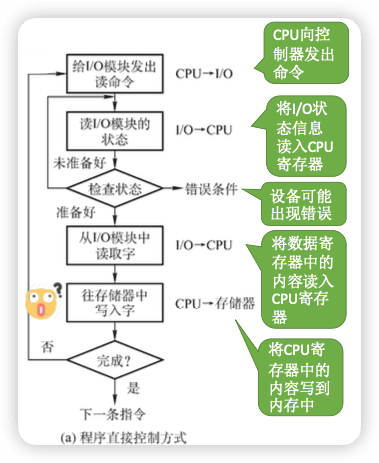 给I/O模块发出
读命令
CPU→I/O
CPU向控
制器发出
命令
读I/O模块的
状态
I/O→CPU
将I/O状
态信息
读入CPU
寄存器
未准备好
检查状态
错误条件
设备可能
出现错误
准备好
从I/O模块中
读取字
I/O→CPU
将数据寄
存器中的
内容读入
CPU寄存
器
往存储器中
写入字
CPU→存储器
??
否
完成?
是
将CPU寄
存器中的
内容写到
内存中
下一条指令
(a) 程序直接控制方式